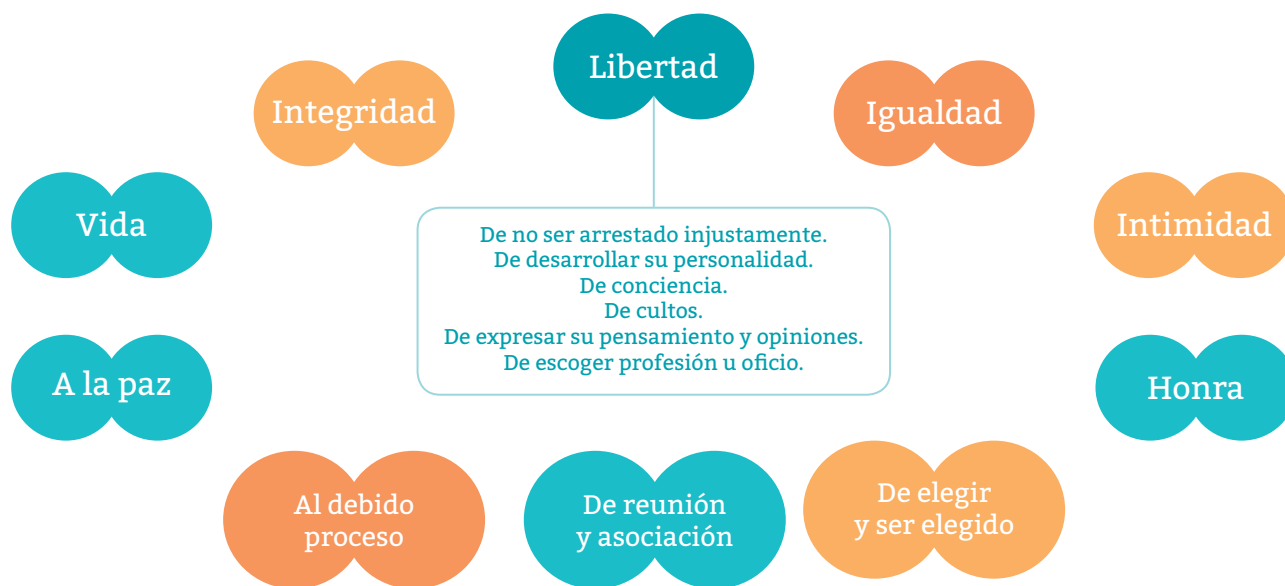 Libertad
Integridad
Igualdad
Vida
Intimidad
De no ser arrestado injustamente.
De desarrollar su personalidad.
De conciencia.
De cultos.
De expresar su pensamiento y opiniones.
De escoger profesión u oficio.
A la paz
Honra
Al debido
proceso
De reunión
y asociación
De elegir
y ser elegido